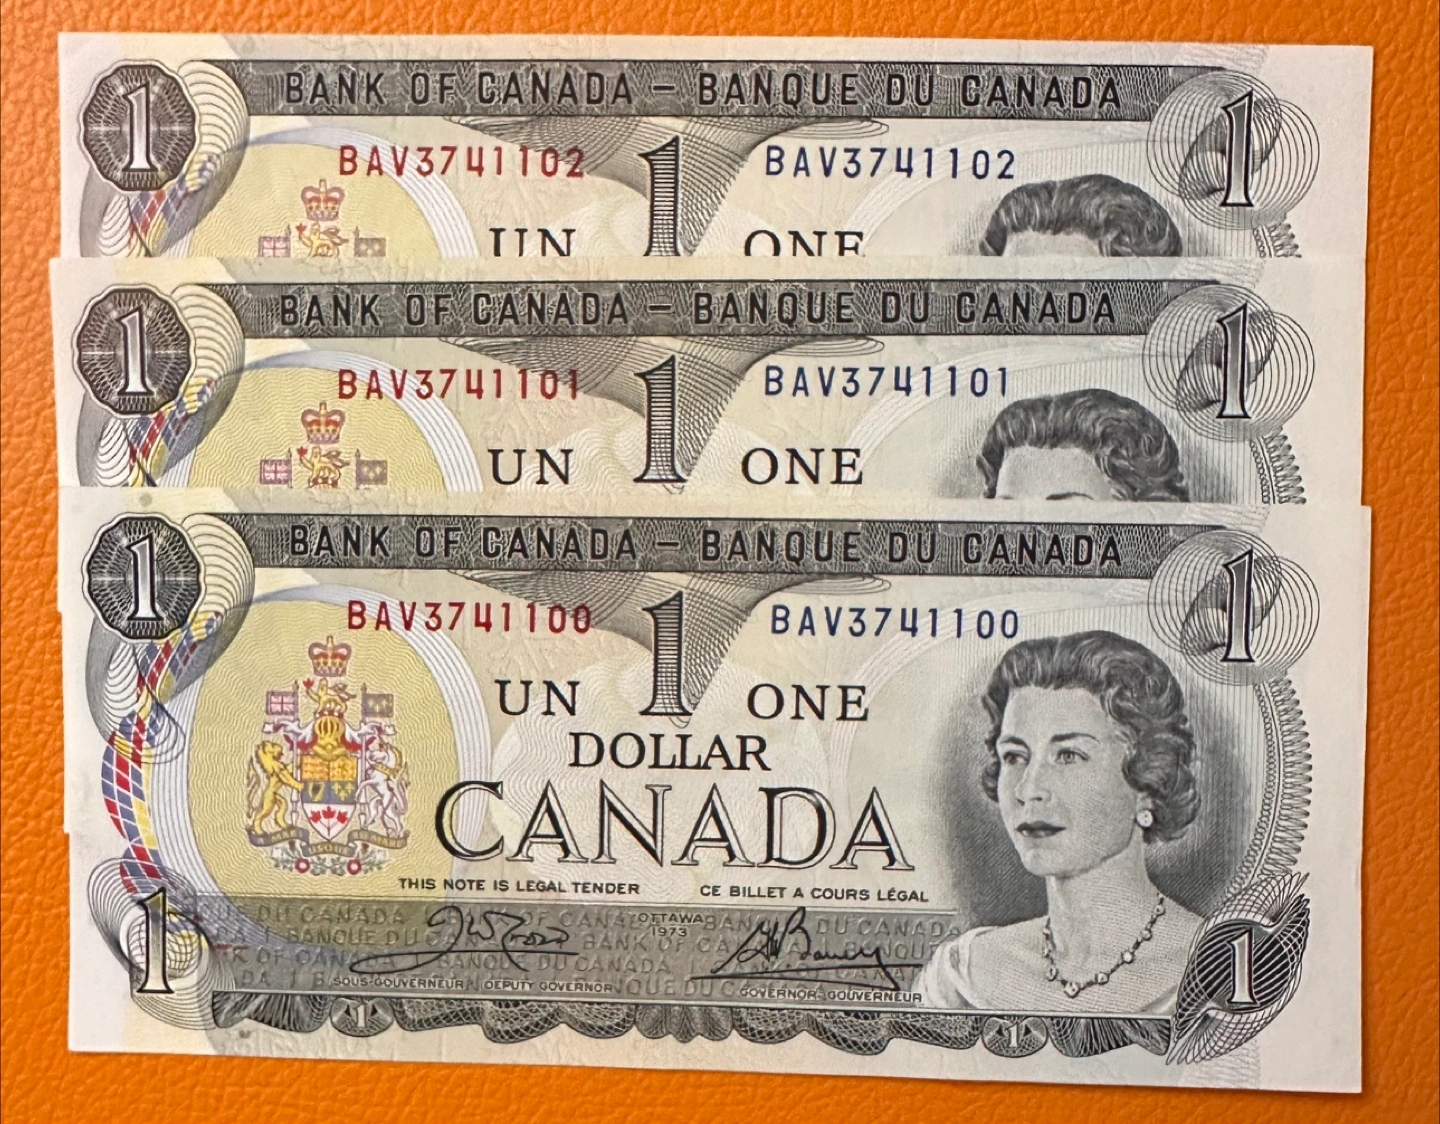 1 BANK OF CANADA – BANQUE DU CANADA 1
BAV3741102 1 BAV3741102
UN ONE
1 BANK OF CANADA – BANQUE DU CANADA 1
BAV3741101 1 BAV3741101
UN ONE
1 BANK OF CANADA – BANQUE DU CANADA 1
BAV3741100 1 BAV3741100
UN ONE
DOLLAR
CANADA
THIS NOTE IS LEGAL TENDER CE BILLET A COURS LÉGAL
OTTAWA
1973
1 1
SOUS-GOUVERNEUR DEPUTY GOVERNOR GOVERNOR-GOUVERNEUR
1 1